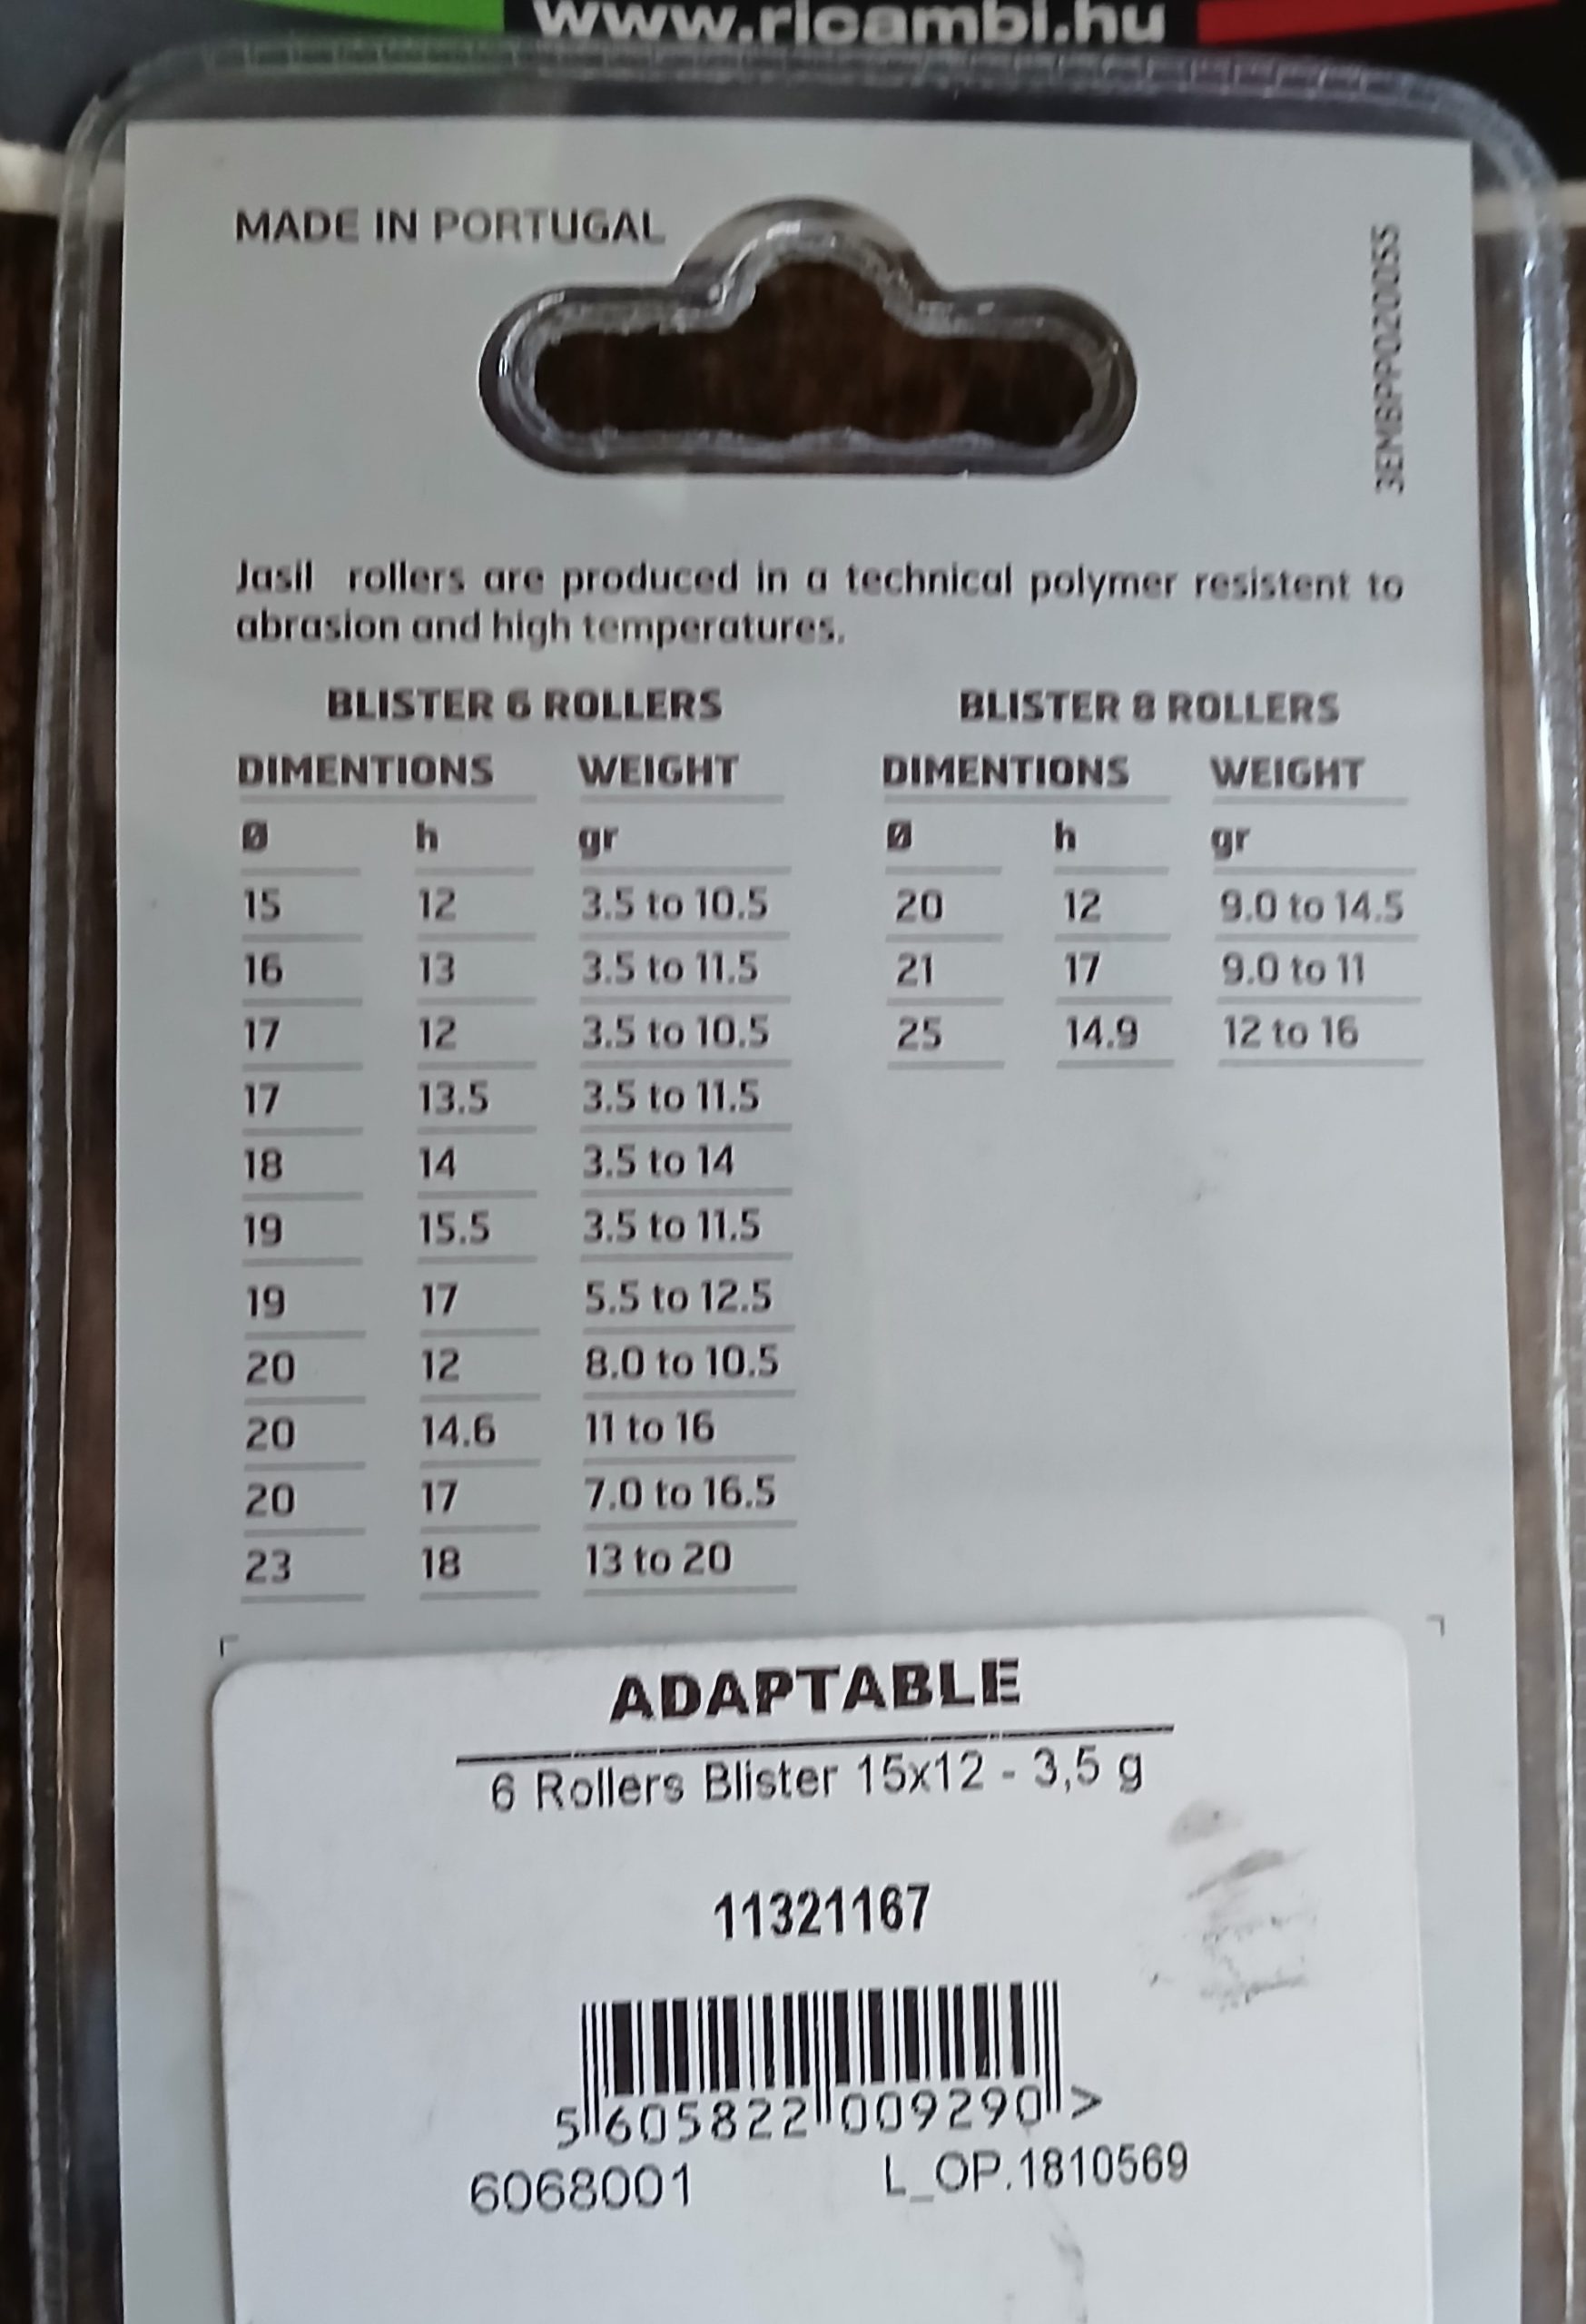 www.ricambi.hu
MADE IN PORTUGAL
3EMBPP020055
Jasil rollers are produced in a technical polymer resistent to
abrasion and high temperatures.
BLISTER 6 ROLLERS
DIMENTIONS WEIGHT
Ø h gr
15 12 3.5 to 10.5
16 13 3.5 to 11.5
17 12 3.5 to 10.5
17 13.5 3.5 to 11.5
18 14 3.5 to 14
19 15.5 3.5 to 11.5
19 17 5.5 to 12.5
20 12 8.0 to 10.5
20 14.6 11 to 16
20 17 7.0 to 16.5
23 18 13 to 20
BLISTER 8 ROLLERS
DIMENTIONS WEIGHT
Ø h gr
20 12 9.0 to 14.5
21 17 9.0 to 11
25 14.9 12 to 16
ADAPTABLE
6 Rollers Blister 15x12 - 3,5 g
11321167
5 605822 009290 >
6068001 L_OP.1810569